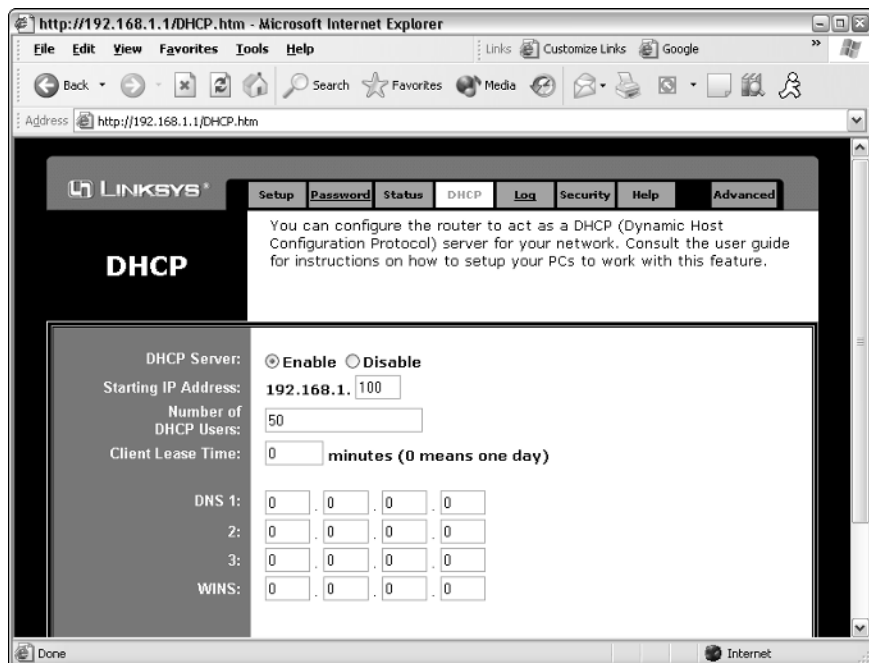 http://192.168.1.1/DHCP.htm - Microsoft Internet Explorer
File Edit View Favorites Tools Help Links Customize Links Google »
Back Search Favorites Media
Address http://192.168.1.1/DHCP.htm
LINKSYS® Setup Password Status DHCP Log Security Help Advanced
DHCP
You can configure the router to act as a DHCP (Dynamic Host
Configuration Protocol) server for your network. Consult the user guide
for instructions on how to setup your PCs to work with this feature.
DHCP Server: Enable Disable
Starting IP Address: 192.168.1. 100
Number of
DHCP Users: 50
Client Lease Time: 0 minutes (0 means one day)
DNS 1: 0 . 0 . 0 . 0
2: 0 . 0 . 0 . 0
3: 0 . 0 . 0 . 0
WINS: 0 . 0 . 0 . 0
Done Internet